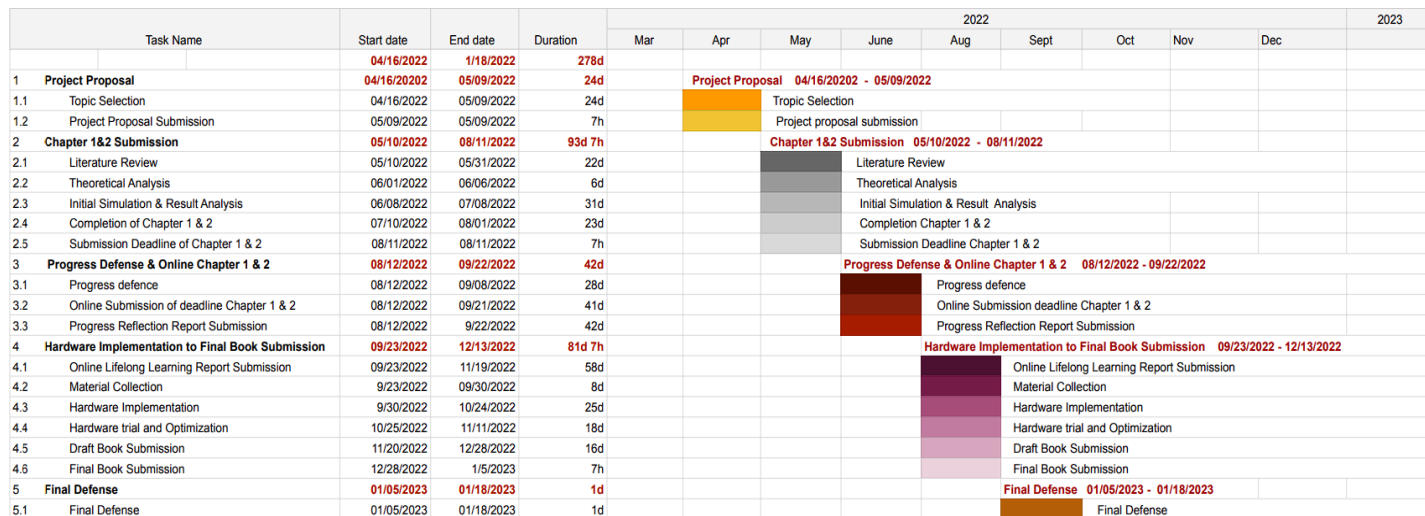 2022 2023
Task Name Start date End date Duration Mar Apr May June Aug Sept Oct Nov Dec
04/16/2022 1/18/2022 278d
1 Project Proposal 04/16/20202 05/09/2022 24d Project Proposal 04/16/20202 - 05/09/2022
1.1 Topic Selection 04/16/2022 05/09/2022 24d Tropic Selection
1.2 Project Proposal Submission 05/09/2022 05/09/2022 7h Project proposal submission
2 Chapter 1&2 Submission 05/10/2022 08/11/2022 93d 7h Chapter 1&2 Submission 05/10/2022 - 08/11/2022
2.1 Literature Review 05/10/2022 05/31/2022 22d Literature Review
2.2 Theoretical Analysis 06/01/2022 06/06/2022 6d Theoretical Analysis
2.3 Initial Simulation & Result Analysis 06/08/2022 07/08/2022 31d Initial Simulation & Result Analysis
2.4 Completion of Chapter 1 & 2 07/10/2022 08/01/2022 23d Completion Chapter 1 & 2
2.5 Submission Deadline of Chapter 1 & 2 08/11/2022 08/11/2022 7h Submission Deadline Chapter 1 & 2
3 Progress Defense & Online Chapter 1 & 2 08/12/2022 09/22/2022 42d Progress Defense & Online Chapter 1 & 2 08/12/2022 - 09/22/2022
3.1 Progress defence 08/12/2022 09/08/2022 28d Progress defence
3.2 Online Submission of deadline Chapter 1 & 2 08/12/2022 09/21/2022 41d Online Submission deadline Chapter 1 & 2
3.3 Progress Reflection Report Submission 08/12/2022 9/22/2022 42d Progress Reflection Report Submission
4 Hardware Implementation to Final Book Submission 09/23/2022 12/13/2022 81d 7h Hardware Implementation to Final Book Submission 09/23/2022 - 12/13/2022
4.1 Online Lifelong Learning Report Submission 09/23/2022 11/19/2022 58d Online Lifelong Learning Report Submission
4.2 Material Collection 9/23/2022 09/30/2022 8d Material Collection
4.3 Hardware Implementation 9/30/2022 10/24/2022 25d Hardware Implementation
4.4 Hardware trial and Optimization 10/25/2022 11/11/2022 18d Hardware trial and Optimization
4.5 Draft Book Submission 11/20/2022 12/28/2022 16d Draft Book Submission
4.6 Final Book Submission 12/28/2022 1/5/2023 7h Final Book Submission
5 Final Defense 01/05/2023 01/18/2023 1d Final Defense 01/05/2023 - 01/18/2023
5.1 Final Defense 01/05/2023 01/18/2023 1d Final Defense